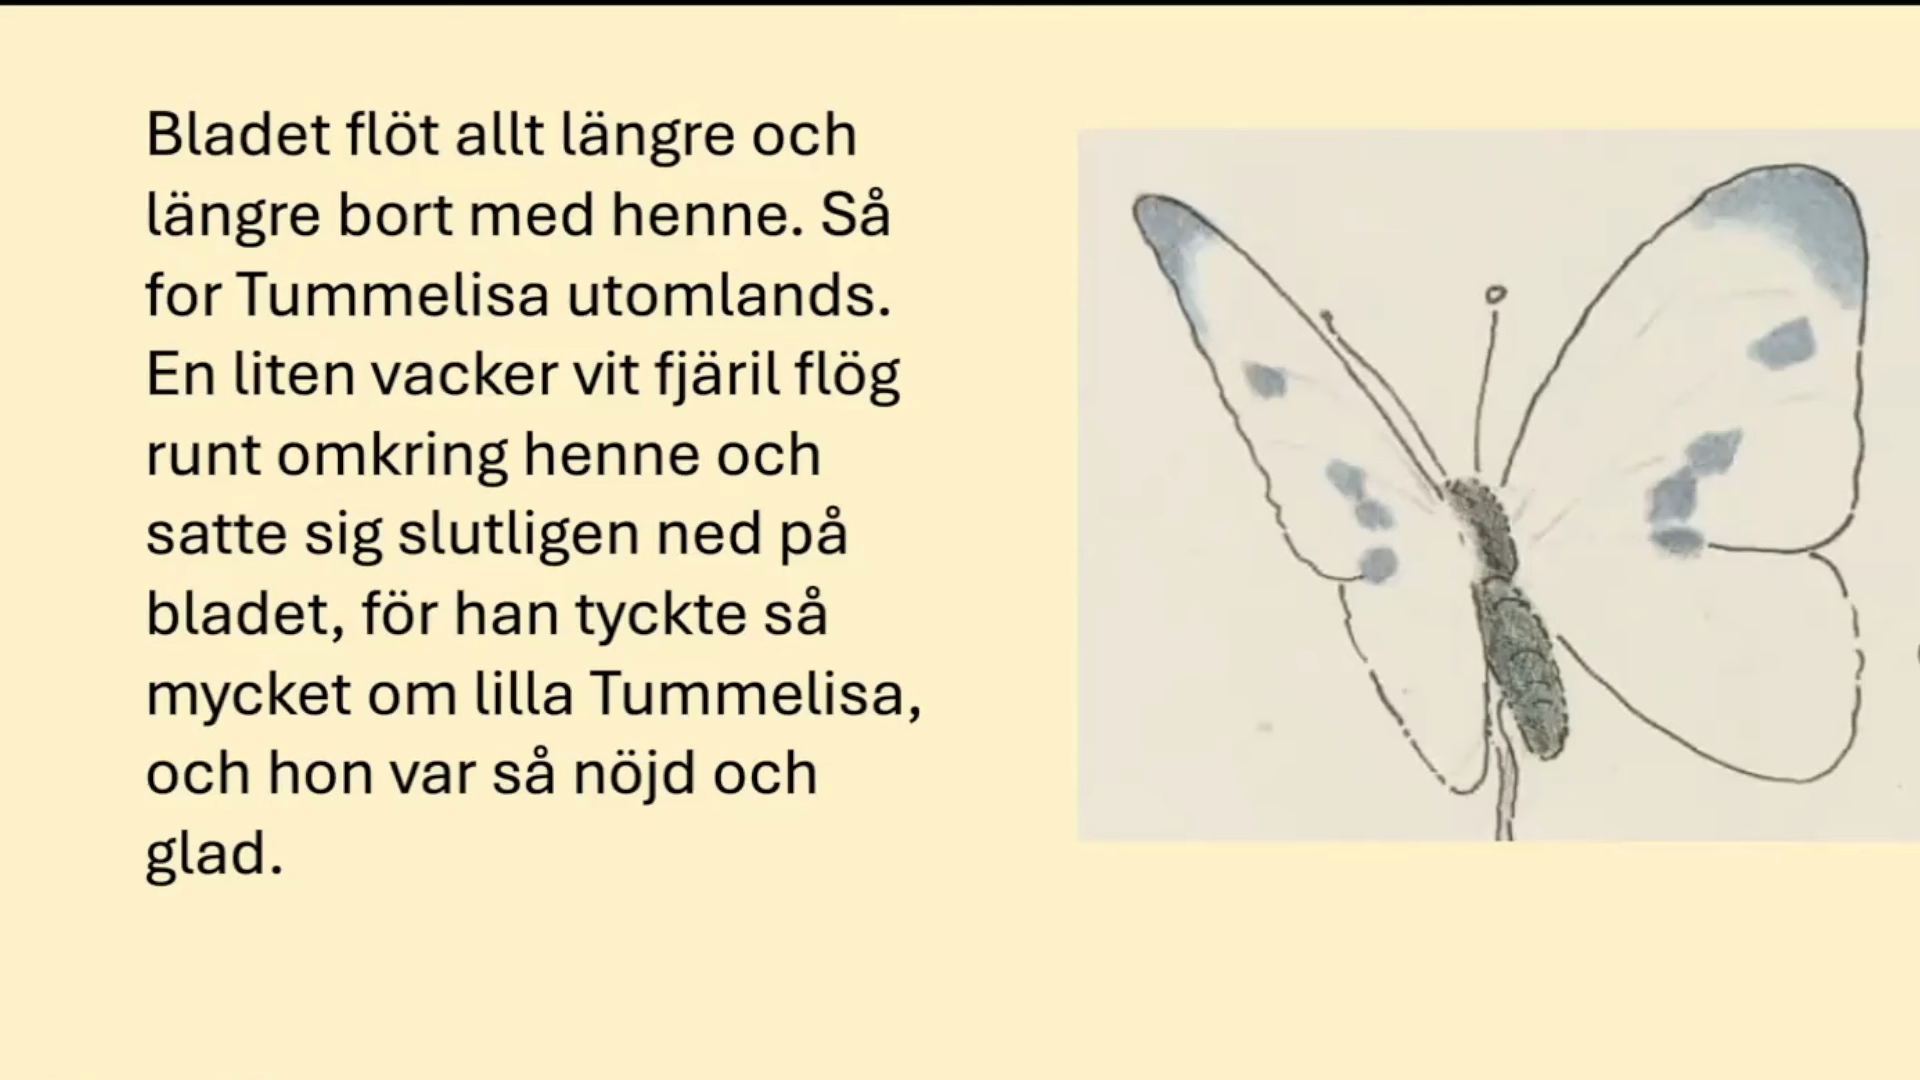 Bladet flöt allt längre och
längre bort med henne. Så
for Tummelisa utomlands.
En liten vacker vit fjäril flög
runt omkring henne och
satte sig slutligen ned på
bladet, för han tyckte så
mycket om lilla Tummelisa,
och hon var så nöjd och
glad.